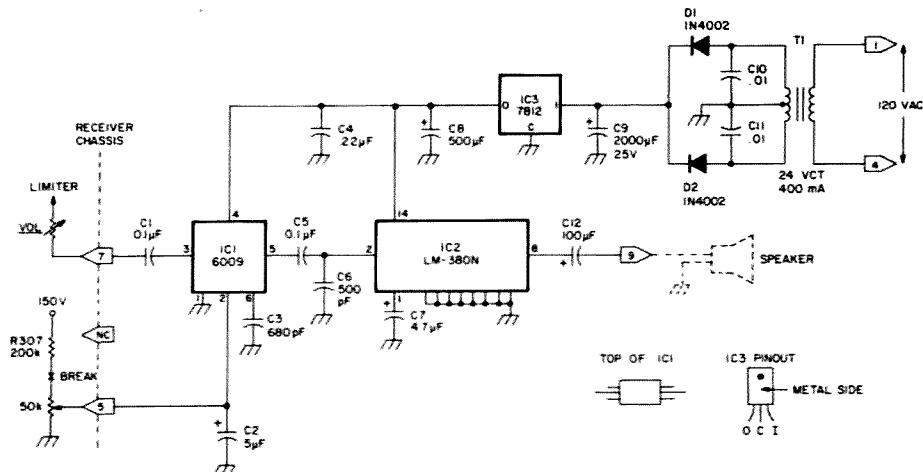 D1
1N4002
T1
1
C10
.01
IC3
7812
O
I
C
120 VAC
RECEIVER
CHASSIS
C4
.22µF
+
C8
500µF
+
C9
2000µF
25V
C11
.01
4
LIMITER
D2
1N4002
24 VCT
400 mA
VOL
7
C1
0.1µF
3
4
IC1
6009
5
C5
0.1µF
2
14
IC2
LM-380N
8
C12
100µF
+
9
SPEAKER
1
2
6
C6
500
pF
150V
C3
680pF
+
1
C7
4.7µF
NC
R307
200k
BREAK
TOP OF IC1
IC3 PINOUT
METAL SIDE
50k
5
O C I
+
C2
5µF